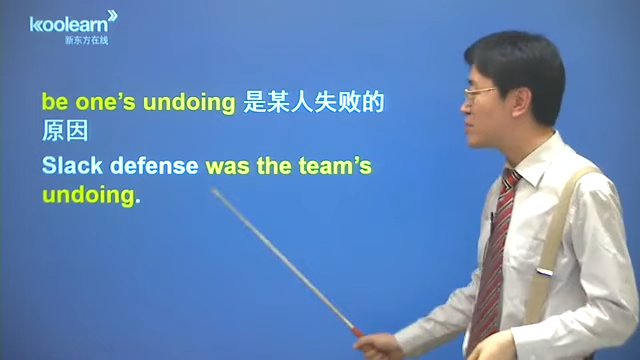 koolearn
新东方在线
be one's undoing 是某人失败的
原因
Slack defense was the team's
undoing.